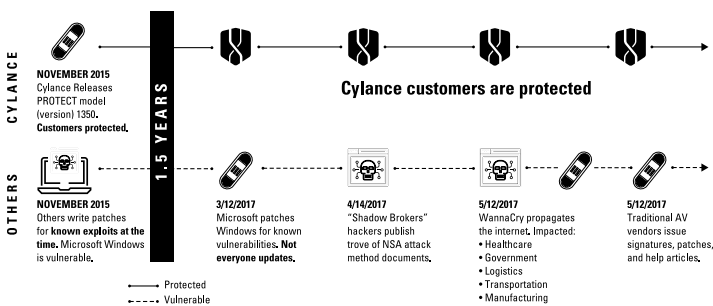 CYLANCE
NOVEMBER 2015
Cylance Releases
PROTECT model
(version) 1350.
Customers protected.
1.5 YEARS
Cylance customers are protected
OTHERS
NOVEMBER 2015
Others write patches
for known exploits at the
time. Microsoft Windows
is vulnerable.
3/12/2017
Microsoft patches
Windows for known
vulnerabilities. Not
everyone updates.
4/14/2017
“Shadow Brokers”
hackers publish
trove of NSA attack
method documents.
5/12/2017
WannaCry propagates
the internet. Impacted:
• Healthcare
• Government
• Logistics
• Transportation
• Manufacturing
5/12/2017
Traditional AV
vendors issue
signatures, patches,
and help articles.
Protected
Vulnerable